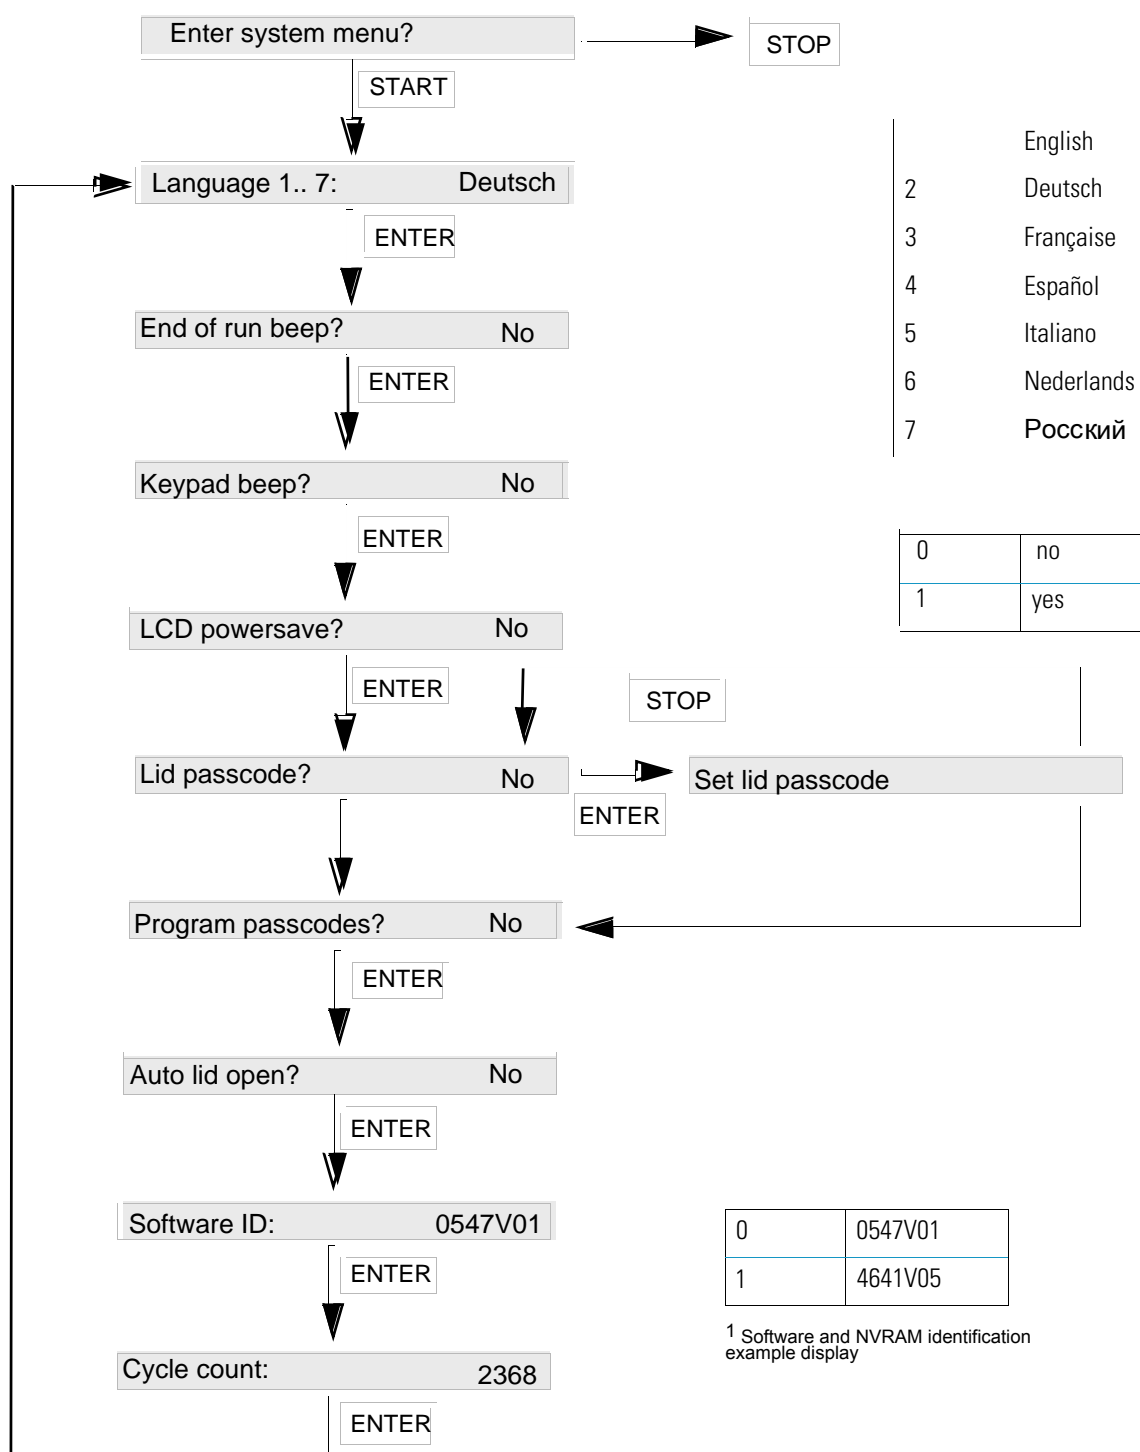 Enter system menu?
STOP
START
Language 1.. 7: Deutsch
ENTER
End of run beep? No
ENTER
Keypad beep? No
ENTER
LCD powersave? No
ENTER
STOP
Lid passcode? No
ENTER
Set lid passcode
Program passcodes? No
ENTER
Auto lid open? No
ENTER
Software ID: 0547V01
ENTER
Cycle count: 2368
ENTER
English
2 Deutsch
3 Française
4 Español
5 Italiano
6 Nederlands
7 Росский
0 no
1 yes
0 0547V01
1 4641V05
1 Software and NVRAM identification
example display